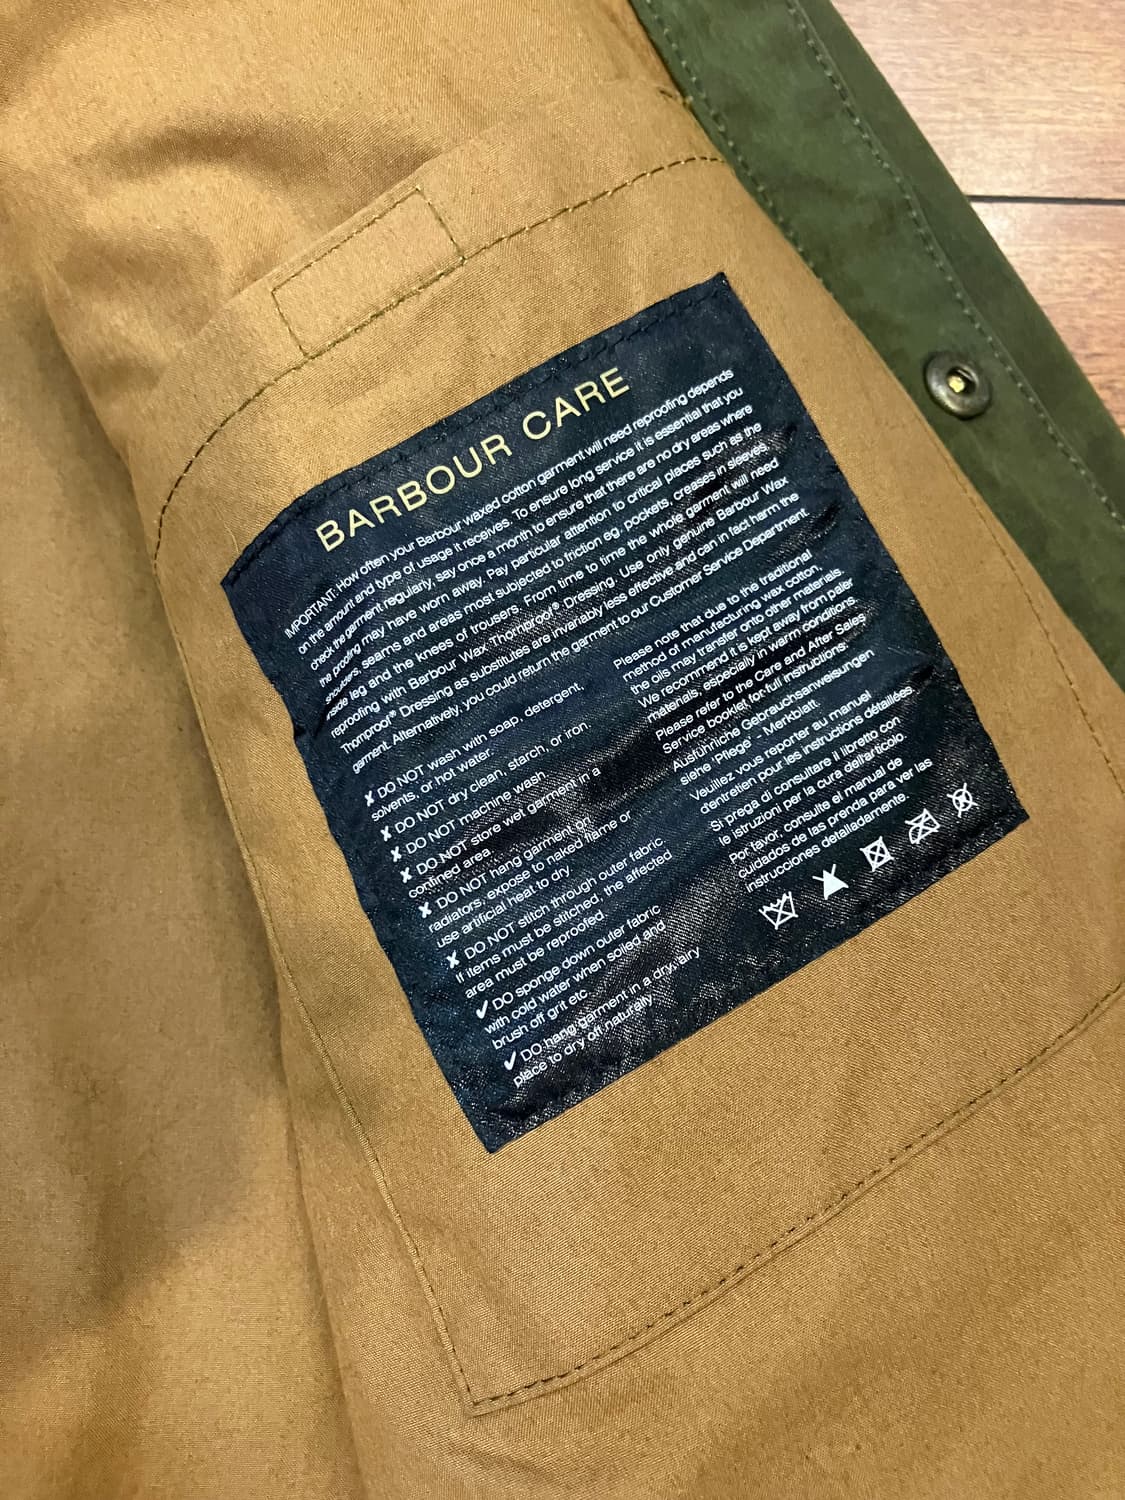 BARBOUR CARE
IMPORTANT: How often your Barbour waxed cotton garment will need reproofing depends
on the amount and type of usage it receives. To ensure long service it is essential that you
check the garment regularly, say once a month to ensure that there are no dry areas where
the proofing may have worn away. Pay particular attention to critical places such as the
shoulders, seams and areas most subjected to friction eg. pockets, creases in sleeves,
inside leg and the knees of trousers. From time to time the whole garment will need
reproofing with Barbour Wax Thornproof® Dressing. Use only genuine Barbour Wax
Thornproof® Dressing as substitutes are invariably less effective and can in fact harm the
garment. Alternatively, you could return the garment to our Customer Service Department.
✗ DO NOT wash with soap, detergent,
solvents, or hot water.
✗ DO NOT dry clean, starch, or iron.
✗ DO NOT machine wash.
✗ DO NOT store wet garment in a
confined area
✗ DO NOT hang garment on
radiators, expose to naked flame or
use artificial heat to dry
✗ DO NOT stitch through outer fabric
If items must be stitched, the affected
area must be reproofed.
✓ DO sponge down outer fabric
with cold water when soiled and
brush off grit etc
✓ DO hang garment in a dry, airy
place to dry off naturally
Please note that due to the traditional
method of manufacturing wax cotton,
the oils may transfer onto other materials.
We recommend it is kept away from paler
materials, especially in warm conditions.
Please refer to the Care and After Sales
Service booklet for full instructions.
Ausführliche Gebrauchsanweisungen
siehe 'Pflege' - Merkblatt.
Veuillez vous reporter au manuel
d'entretien pour les instructions détaillées.
Si prega di consultare il libretto con
le istruzioni per la cura dell'articolo.
Por favor, consulte el manual de
cuidados de las prenda para ver las
instrucciones detalladamente.